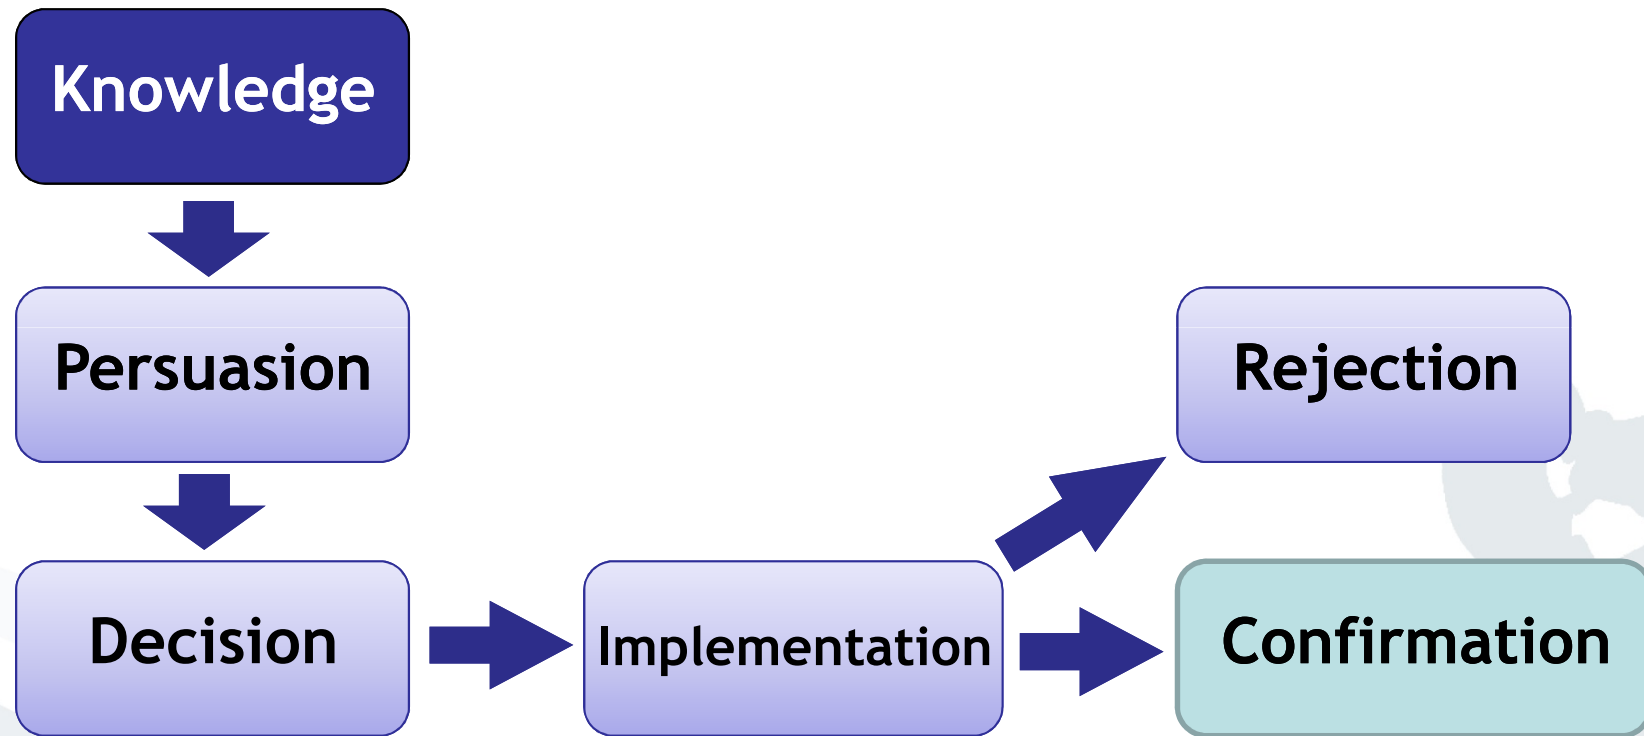 Knowledge
Persuasion
Rejection
Decision
Implementation
Confirmation